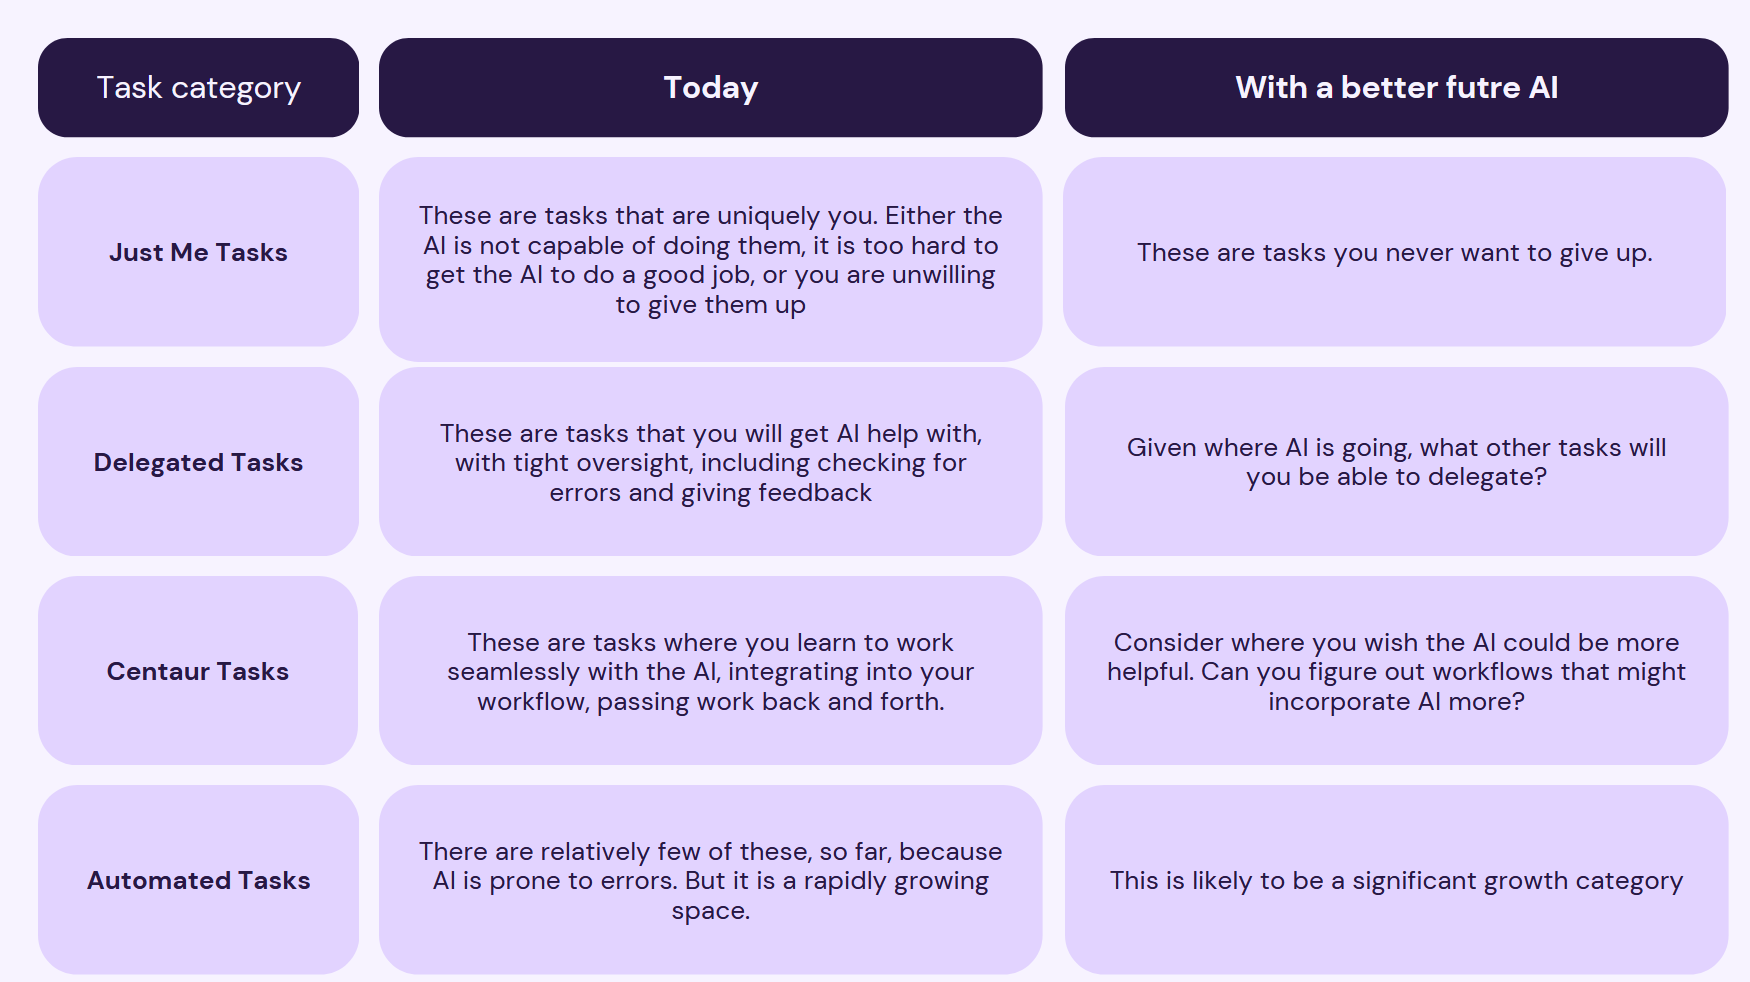 Task category
Today
With a better futre AI
Just Me Tasks
These are tasks that are uniquely you. Either the
AI is not capable of doing them, it is too hard to
get the AI to do a good job, or you are unwilling
to give them up
These are tasks you never want to give up.
Delegated Tasks
These are tasks that you will get AI help with,
with tight oversight, including checking for
errors and giving feedback
Given where AI is going, what other tasks will
you be able to delegate?
Centaur Tasks
These are tasks where you learn to work
seamlessly with the AI, integrating into your
workflow, passing work back and forth.
Consider where you wish the AI could be more
helpful. Can you figure out workflows that might
incorporate AI more?
Automated Tasks
There are relatively few of these, so far, because
AI is prone to errors. But it is a rapidly growing
space.
This is likely to be a significant growth category